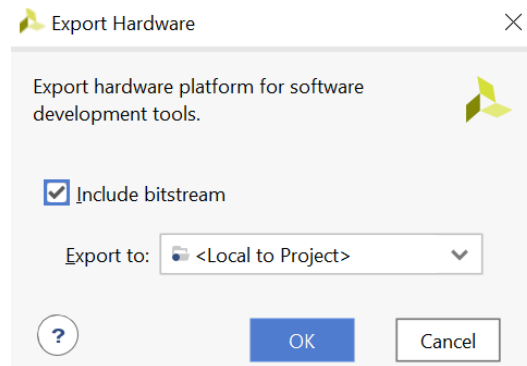 Export Hardware
Export hardware platform for software
development tools.
Include bitstream
Export to: <Local to Project>
?
OK Cancel